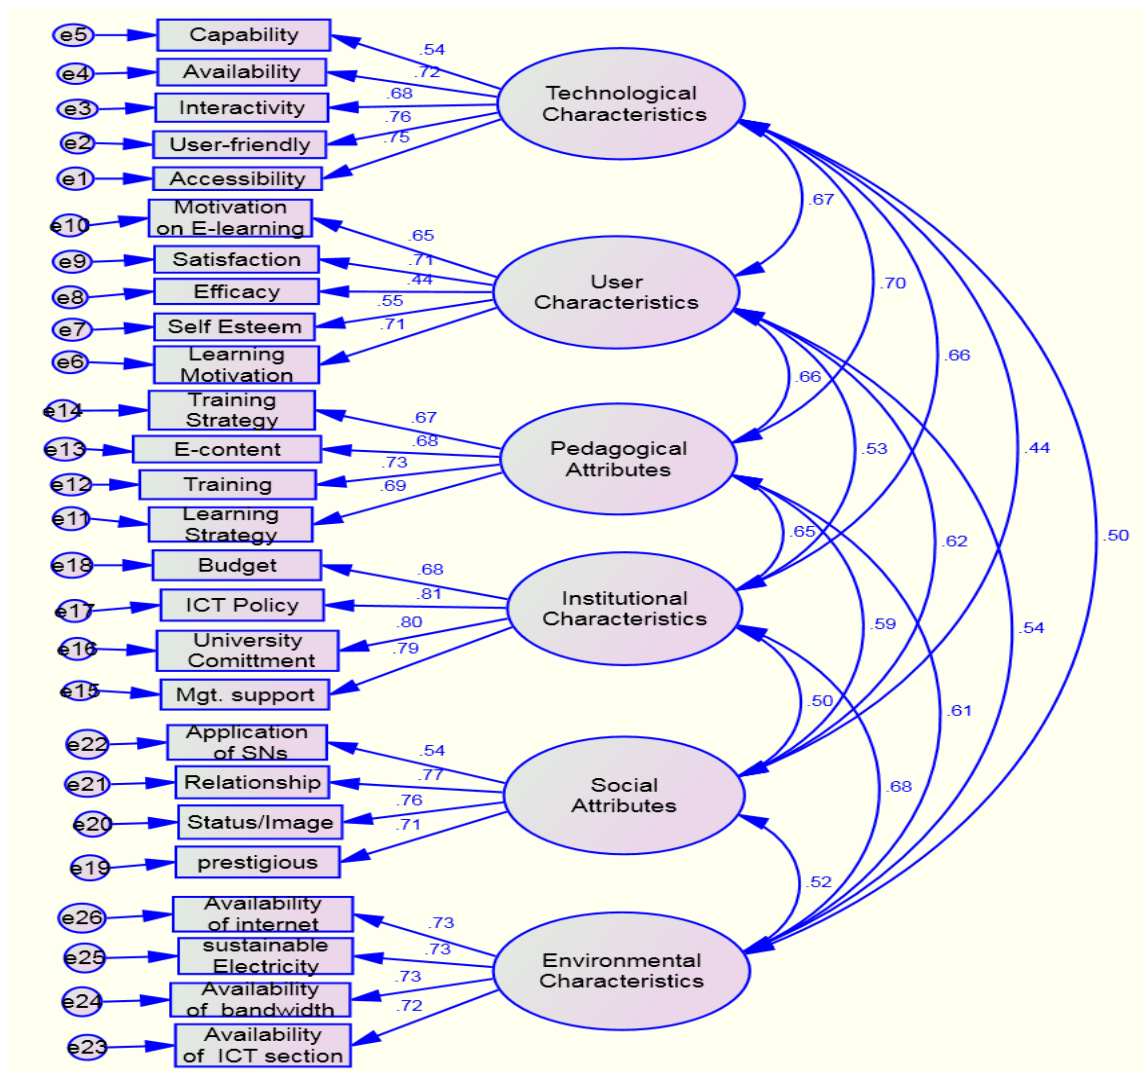 e5
Capability
.54
e4
Availability
.72
e3
Interactivity
.68
e2
User-friendly
.76
e1
Accessibility
.75
Technological
Characteristics
e10
Motivation
on E-learning
.65
e9
Satisfaction
.71
e8
Efficacy
.44
e7
Self Esteem
.55
e6
Learning
Motivation
.71
User
Characteristics
e14
Training
Strategy
.67
e13
E-content
.68
e12
Training
.73
e11
Learning
Strategy
.69
Pedagogical
Attributes
e18
Budget
.68
e17
ICT Policy
.81
e16
University
Comittment
.80
e15
Mgt. support
.79
Institutional
Characteristics
e22
Application
of SNs
.54
e21
Relationship
.77
e20
Status/Image
.76
e19
prestigious
.71
Social
Attributes
e26
Availability
of internet
.73
e25
sustainable
Electricity
.73
e24
Availability
of bandwidth
.73
e23
Availability
of ICT section
.72
Environmental
Characteristics
.67
.70
.66
.44
.50
.66
.53
.62
.54
.65
.59
.61
.50
.68
.52